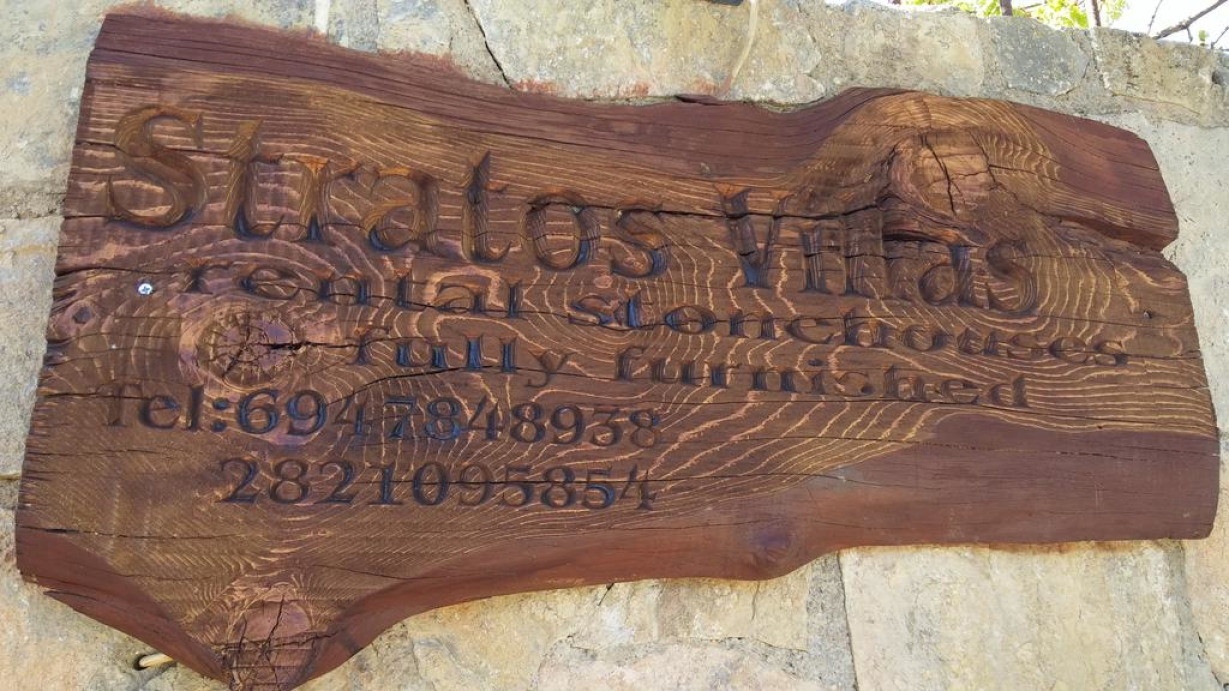 Stratos Villas
rental stonehouses
fully furnished
Tel:6947848938
2821095854